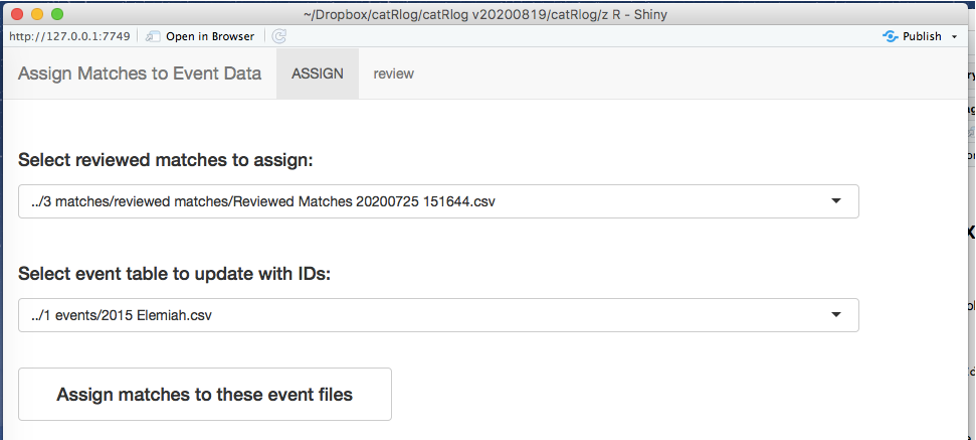 ~/Dropbox/catRlog/catRlog v20200819/catRlog/z R - Shiny
http://127.0.0.1:7749 Open in Browser Publish
Assign Matches to Event Data ASSIGN review
Select reviewed matches to assign:
../3 matches/reviewed matches/Reviewed Matches 20200725 151644.csv
Select event table to update with IDs:
../1 events/2015 Elemiah.csv
Assign matches to these event files